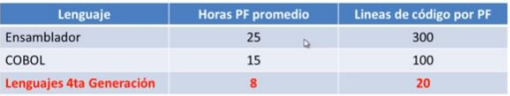 Lenguaje Horas PF promedio Lineas de código por PF
Ensamblador 25 300
COBOL 15 100
Lenguajes 4ta Generación 8 20